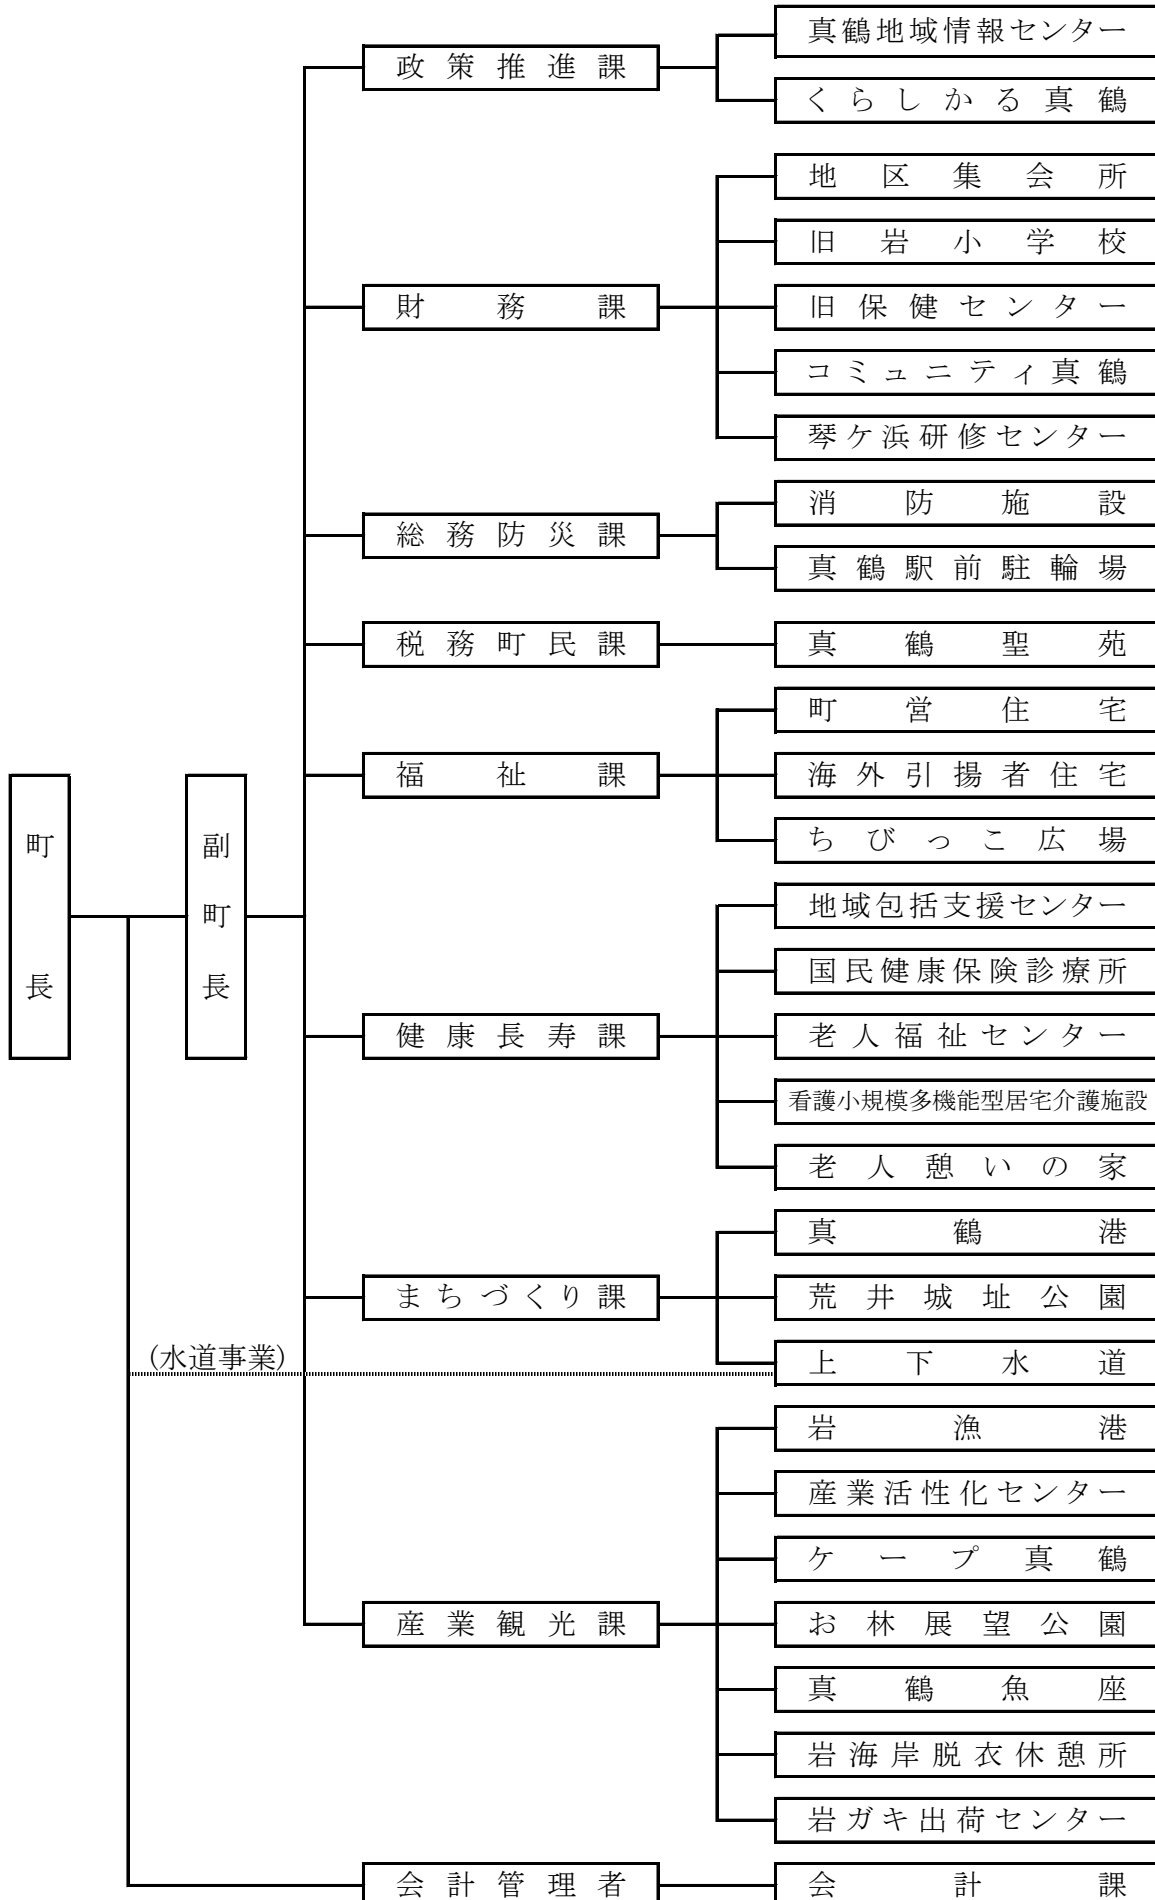 町長
副町長
政策推進課
真鶴地域情報センター
くらしかる真鶴
財務課
地区集会所
旧岩小学校
旧保健センター
コミュニティ真鶴
琴ケ浜研修センター
総務防災課
消防施設
真鶴駅前駐輪場
税務町民課
真鶴聖苑
福祉課
町営住宅
海外引揚者住宅
ちびっこ広場
健康長寿課
地域包括支援センター
国民健康保険診療所
老人福祉センター
看護小規模多機能型居宅介護施設
老人憩いの家
まちづくり課
真鶴港
荒井城址公園
上下水道
(水道事業)
産業観光課
岩漁港
産業活性化センター
ケープ真鶴
お林展望公園
真鶴魚座
岩海岸脱衣休憩所
岩ガキ出荷センター
会計管理者
会計課